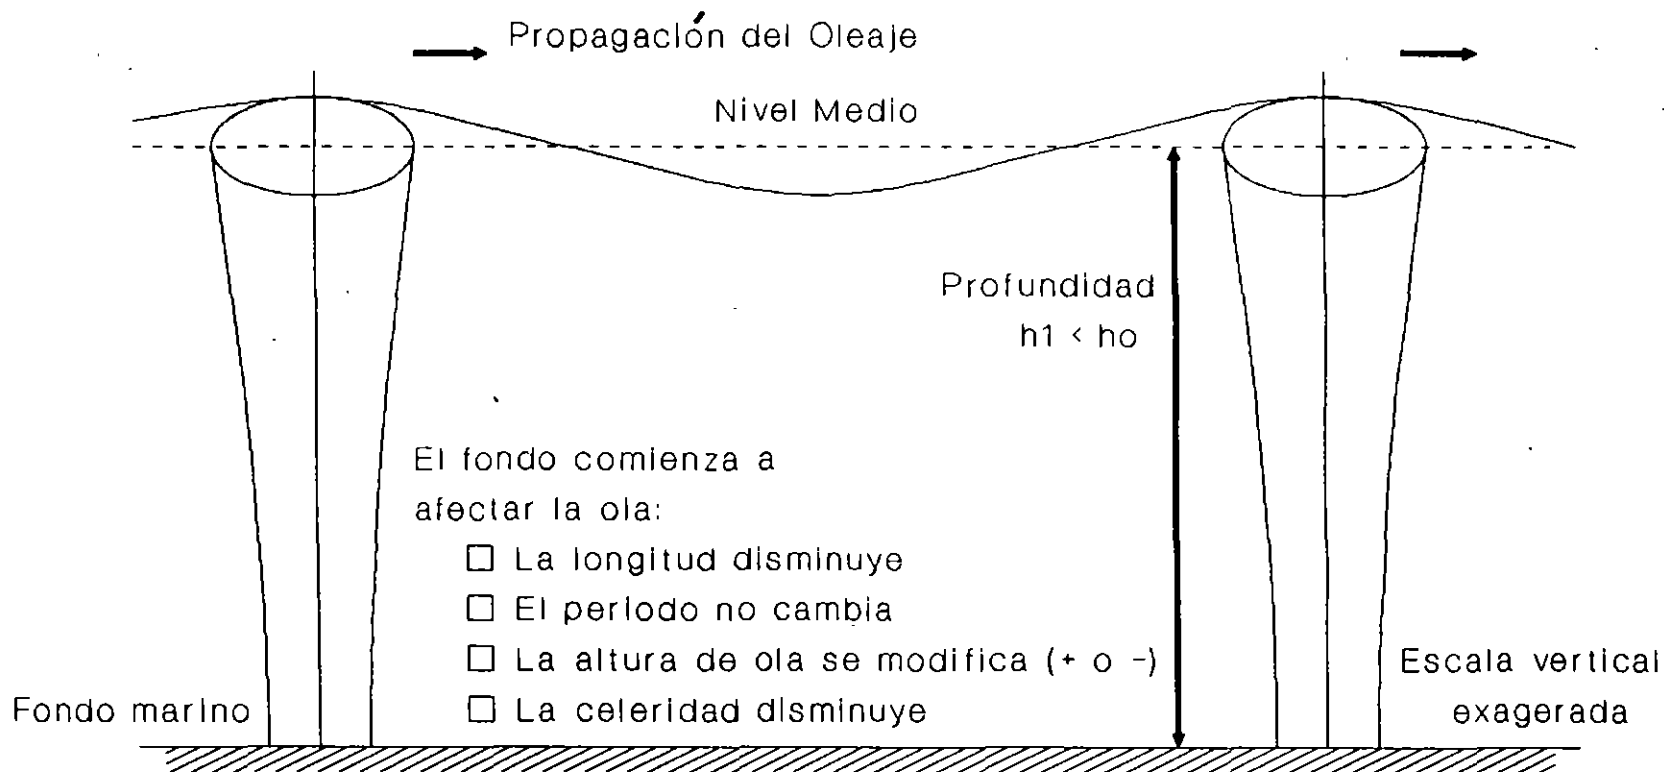 Propagación del Oleaje
Nivel Medio
Profundidad
h1 < ho
El fondo comienza a
afectar la ola:
□ La longitud disminuye
□ El periodo no cambia
□ La altura de ola se modifica (+ o -)
□ La celeridad disminuye
Fondo marino
Escala vertical
exagerada